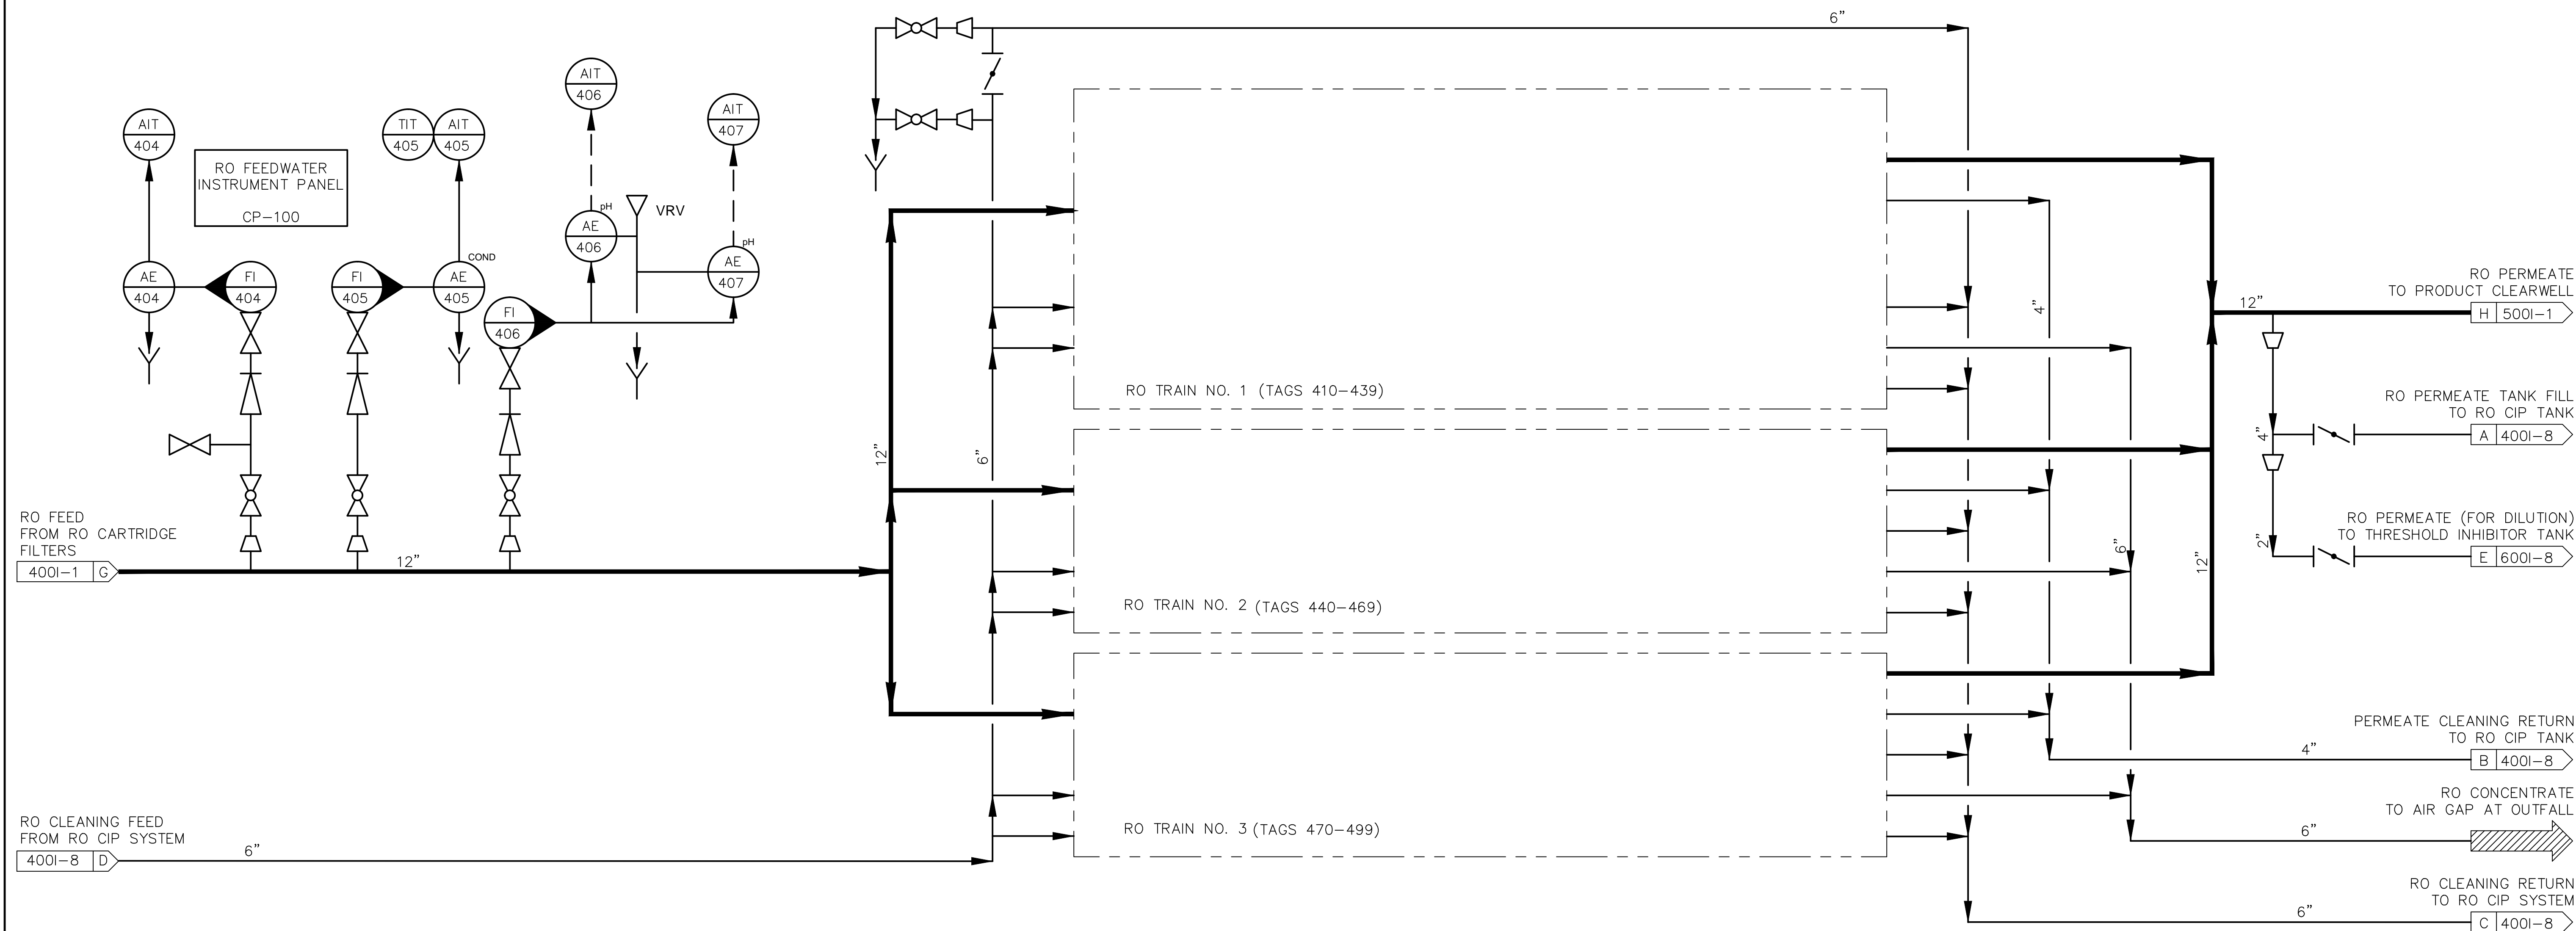 6"
AIT
406
AIT
407
AIT
404
TIT
405
AIT
405
RO FEEDWATER
INSTRUMENT PANEL
CP-100
pH
AE
406
VRV
pH
AE
407
AE
404
FI
404
FI
405
COND
AE
405
FI
406
RO TRAIN NO. 1 (TAGS 410-439)
12"
6"
4"
RO PERMEATE
TO PRODUCT CLEARWELL
12"
H 500I-1
RO PERMEATE TANK FILL
TO RO CIP TANK
4"
A 400I-8
RO PERMEATE (FOR DILUTION)
TO THRESHOLD INHIBITOR TANK
2"
E 600I-8
RO FEED
FROM RO CARTRIDGE
FILTERS
400I-1 G
12"
6"
12"
RO TRAIN NO. 2 (TAGS 440-469)
RO TRAIN NO. 3 (TAGS 470-499)
PERMEATE CLEANING RETURN
TO RO CIP TANK
4"
B 400I-8
RO CONCENTRATE
TO AIR GAP AT OUTFALL
6"
RO CLEANING FEED
FROM RO CIP SYSTEM
400I-8 D
6"
RO CLEANING RETURN
TO RO CIP SYSTEM
6"
C 400I-8